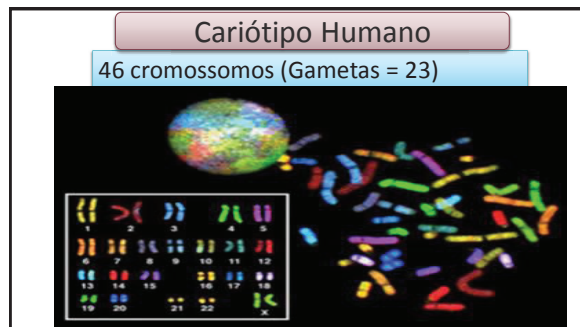 Cariótipo Humano
46 cromossomos (Gametas = 23)
1 2 3 4 5
6 7 8 9 10 11 12
13 14 15 16 17 18
19 20 21 22 X